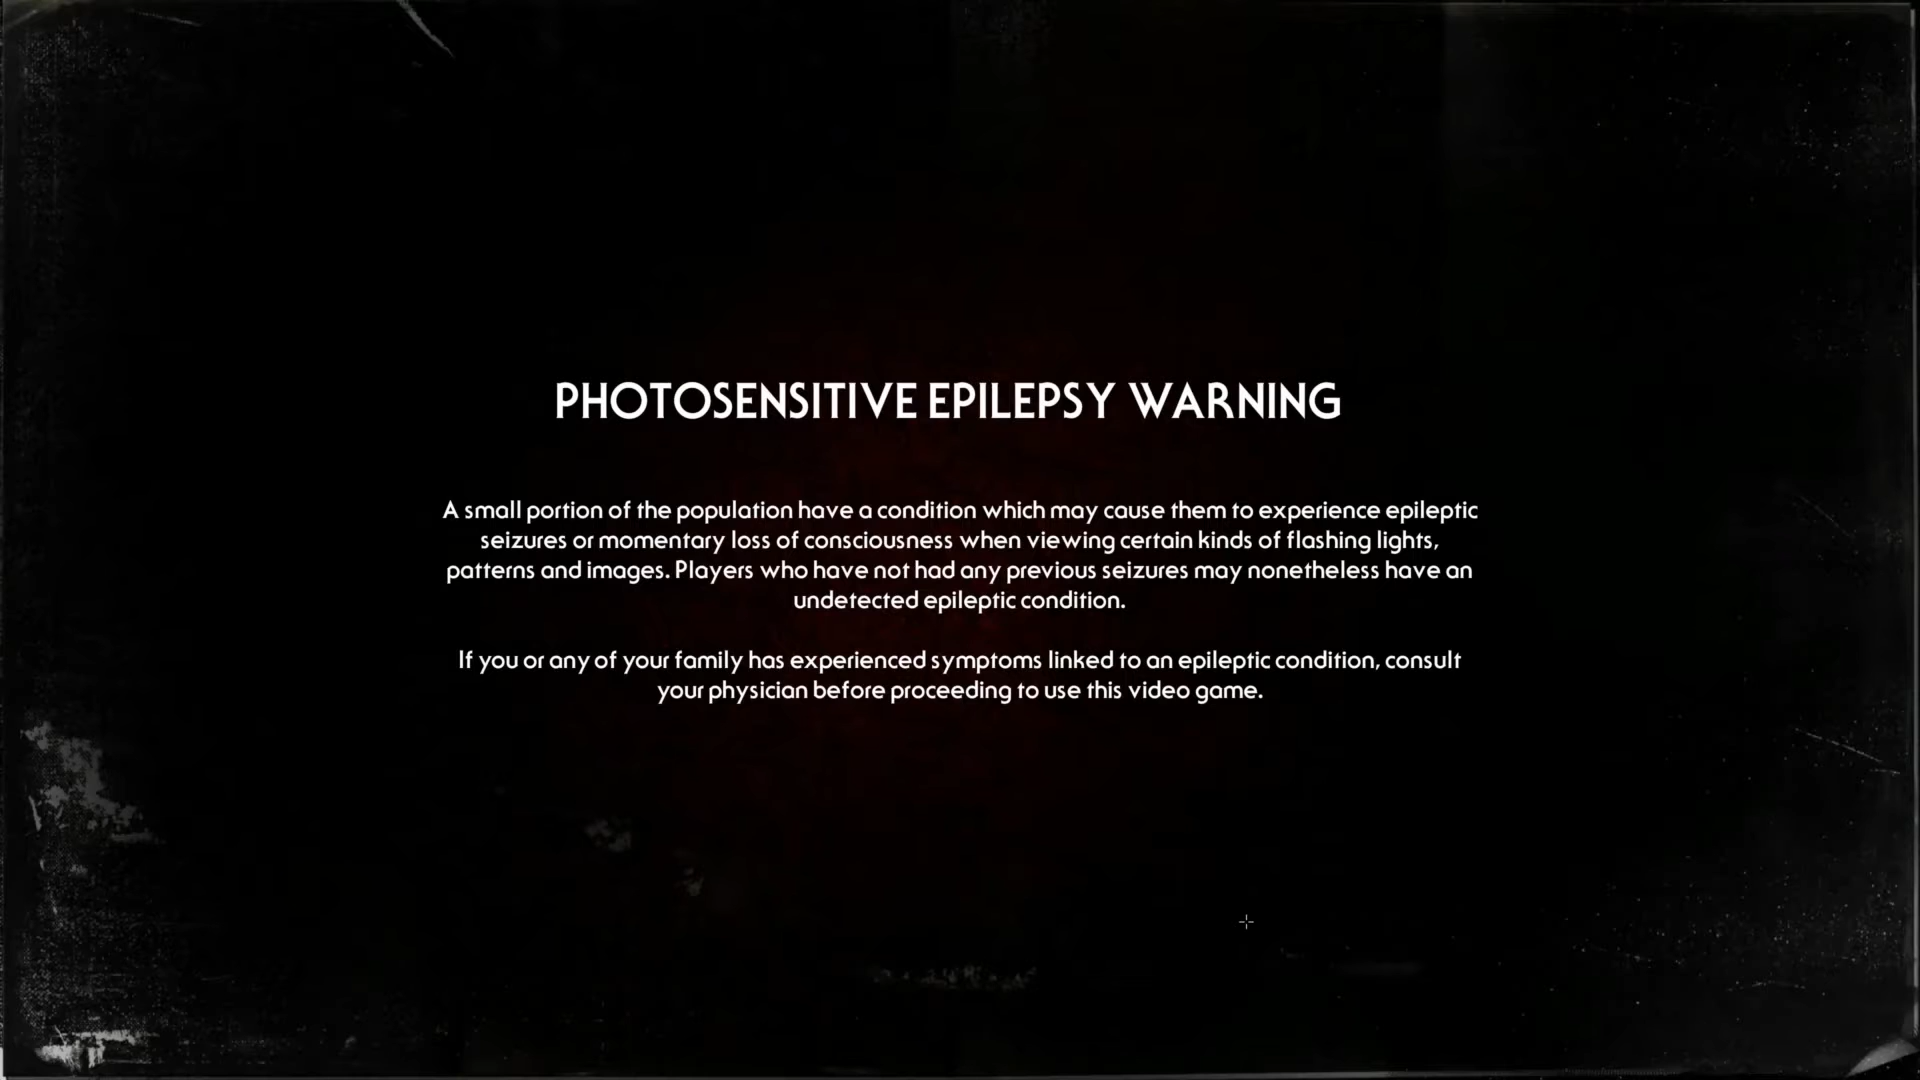 PHOTOSENSITIVE EPILEPSY WARNING
A small portion of the population have a condition which may cause them to experience epileptic
seizures or momentary loss of consciousness when viewing certain kinds of flashing lights,
patterns and images. Players who have not had any previous seizures may nonetheless have an
undetected epileptic condition.
If you or any of your family has experienced symptoms linked to an epileptic condition, consult
your physician before proceeding to use this video game.